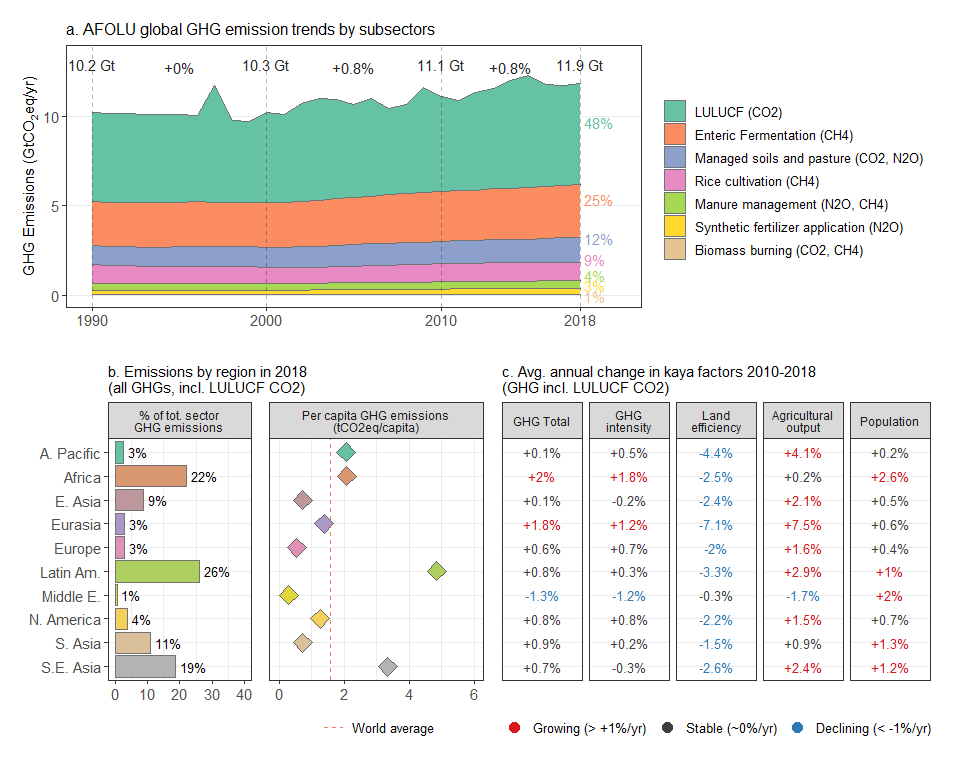 a. AFOLU global GHG emission trends by subsectors
10.2 Gt +0% 10.3 Gt +0.8% 11.1 Gt +0.8% 11.9 Gt
GHG Emissions (GtCO₂eq/yr)
10
5
0
1990 2000 2010 2018
48%
25%
12%
9%
4%
3%
1%
LULUCF (CO2)
Enteric Fermentation (CH4)
Managed soils and pasture (CO2, N2O)
Rice cultivation (CH4)
Manure management (N2O, CH4)
Synthetic fertilizer application (N2O)
Biomass burning (CO2, CH4)
b. Emissions by region in 2018
(all GHGs, incl. LULUCF CO2)
% of tot. sector
GHG emissions
Per capita GHG emissions
(tCO2eq/capita)
A. Pacific 3%
Africa 22%
E. Asia 9%
Eurasia 3%
Europe 3%
Latin Am. 26%
Middle E. 1%
N. America 4%
S. Asia 11%
S.E. Asia 19%
0 10 20 30 40
0 2 4 6
World average
c. Avg. annual change in kaya factors 2010-2018
(GHG incl. LULUCF CO2)
GHG Total
GHG
intensity
Land
efficiency
Agricultural
output
Population
+0.1% +0.5% -4.4% +4.1% +0.2%
+2% +1.8% -2.5% +0.2% +2.6%
+0.1% -0.2% -2.4% +2.1% +0.5%
+1.8% +1.2% -7.1% +7.5% +0.6%
+0.6% +0.7% -2% +1.6% +0.4%
+0.8% +0.3% -3.3% +2.9% +1%
-1.3% -1.2% -0.3% -1.7% +2%
+0.8% +0.8% -2.2% +1.5% +0.7%
+0.9% +0.2% -1.5% +0.9% +1.3%
+0.7% -0.3% -2.6% +2.4% +1.2%
Growing (> +1%/yr) Stable (~0%/yr) Declining (< -1%/yr)